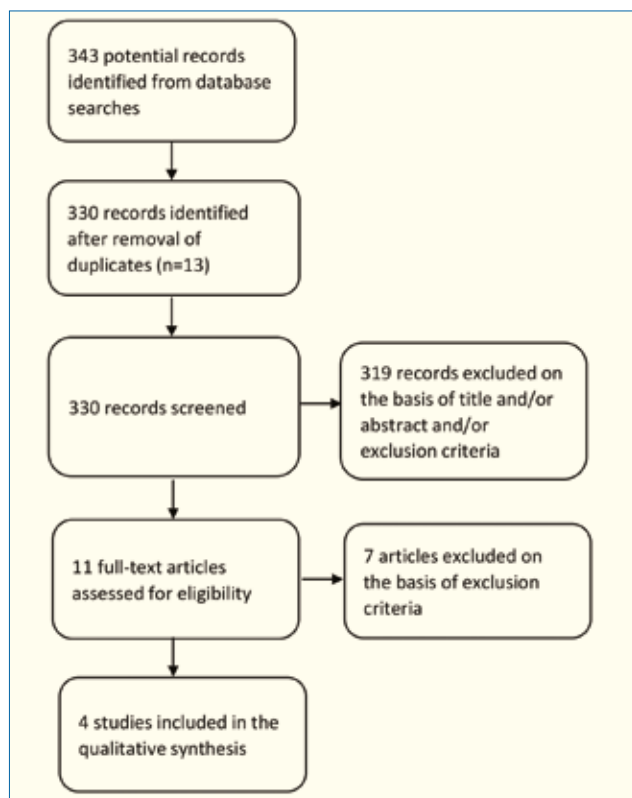 343 potential records
identified from database
searches
330 records identified
after removal of
duplicates (n=13)
330 records screened
319 records excluded on
the basis of title and/or
abstract and/or
exclusion criteria
11 full-text articles
assessed for eligibility
7 articles excluded on
the basis of exclusion
criteria
4 studies included in the
qualitative synthesis